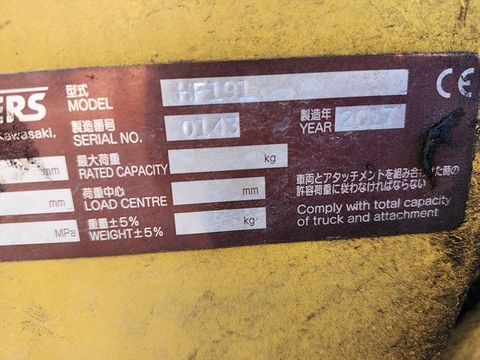 ERS
Kawasaki.
型式
MODEL HF191
製造番号
SERIAL NO. 0143
製造年
YEAR 2017
最大荷重
RATED CAPACITY kg
mm
荷重中心
LOAD CENTRE mm
mm
重量±5%
WEIGHT±5% kg
MPa
車両とアタッチメントを組み合わせた時の
許容荷重に従わなければならない
Comply with total capacity
of truck and attachment
CE